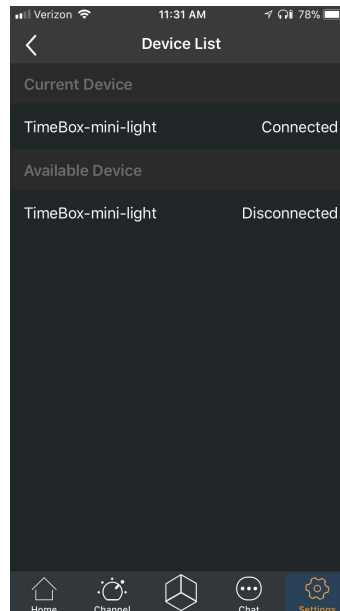 Verizon 11:31 AM 78%
Device List
Current Device
TimeBox-mini-light Connected
Available Device
TimeBox-mini-light Disconnected
Home Channel Chat Settings